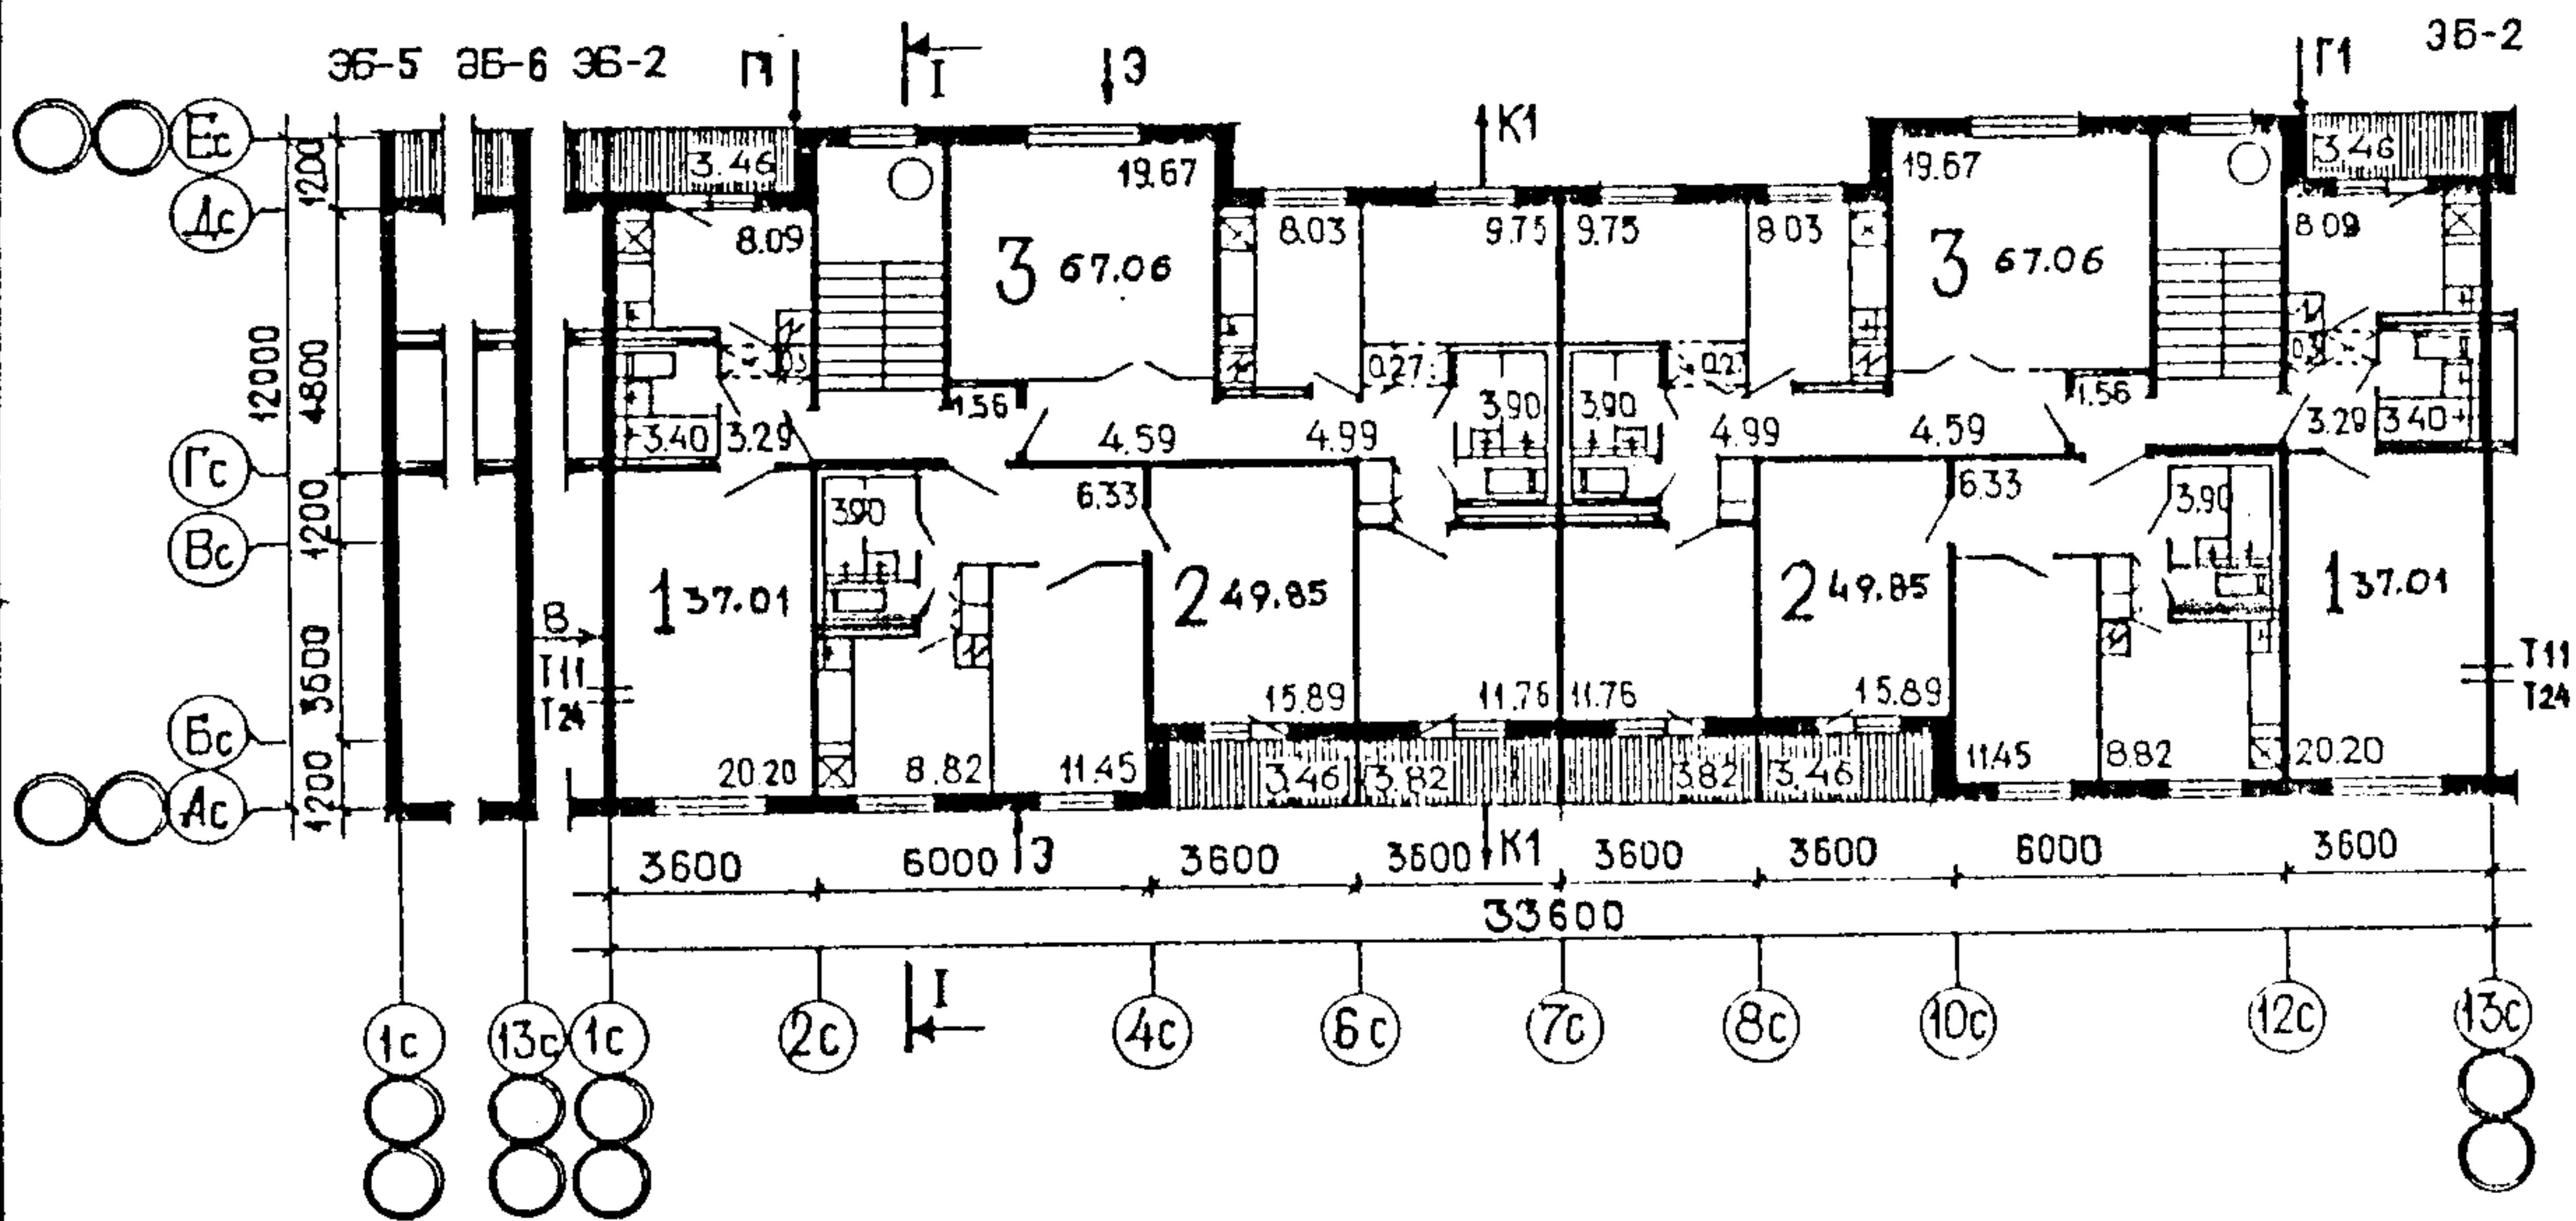 ЭБ-5 ЭБ-6 ЭБ-2 П I Э К1 Г1 ЭБ-2
Ес
Дс
Гс
Вс
Бс
Ас
1200
4800
1200
3600
1200
12000
3.46 19.67 19.67 3.46
8.09 8.03 9.75 9.75 8.03 8.09
3 67.06 3 67.06
0.3 0.27 0.2 0.3
1.56 3.90 3.90 1.56
3.40 3.29 4.59 4.99 4.99 4.59 3.29 3.40
3.90 6.33 6.33 3.90
1 37.01 2 49.85 2 49.85 1 37.01
В
Т11 Т11
Т24 Т24
15.89 11.76 11.76 15.89
20.20 8.82 11.45 3.46 3.82 3.82 3.46 11.45 8.82 20.20
Э К1
3600 6000 3600 3600 3600 3600 6000 3600
33600
I
1с 13с 1с 2с 4с 6с 7с 8с 10с 12с 13с